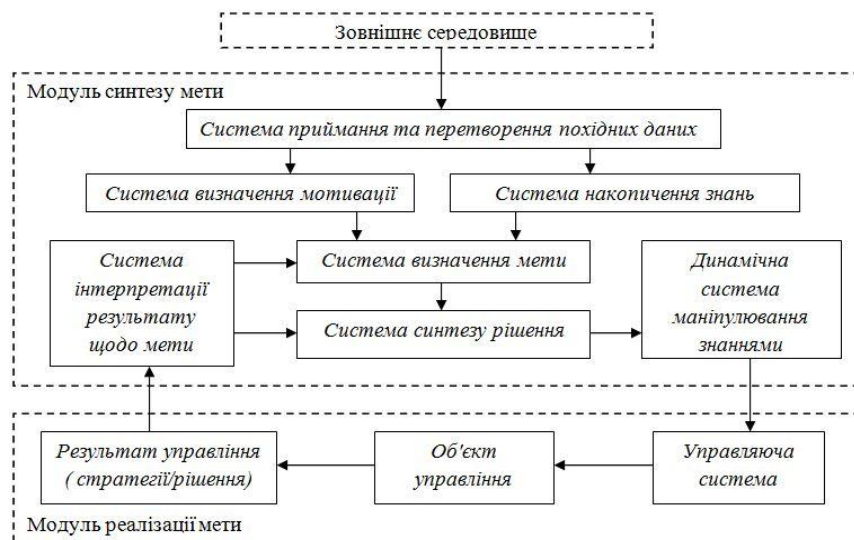 Зовнішнє середовище
Модуль синтезу мети
Система приймання та перетворення похідних даних
Система визначення мотивації
Система накопичення знань
Система
інтерпретації
результату
щодо мети
Система визначення мети
Система синтезу рішення
Динамічна
система
маніпулювання
знаннями
Результат управління
( стратегії/рішення)
Об'єкт
управління
Управляюча
система
Модуль реалізації мети